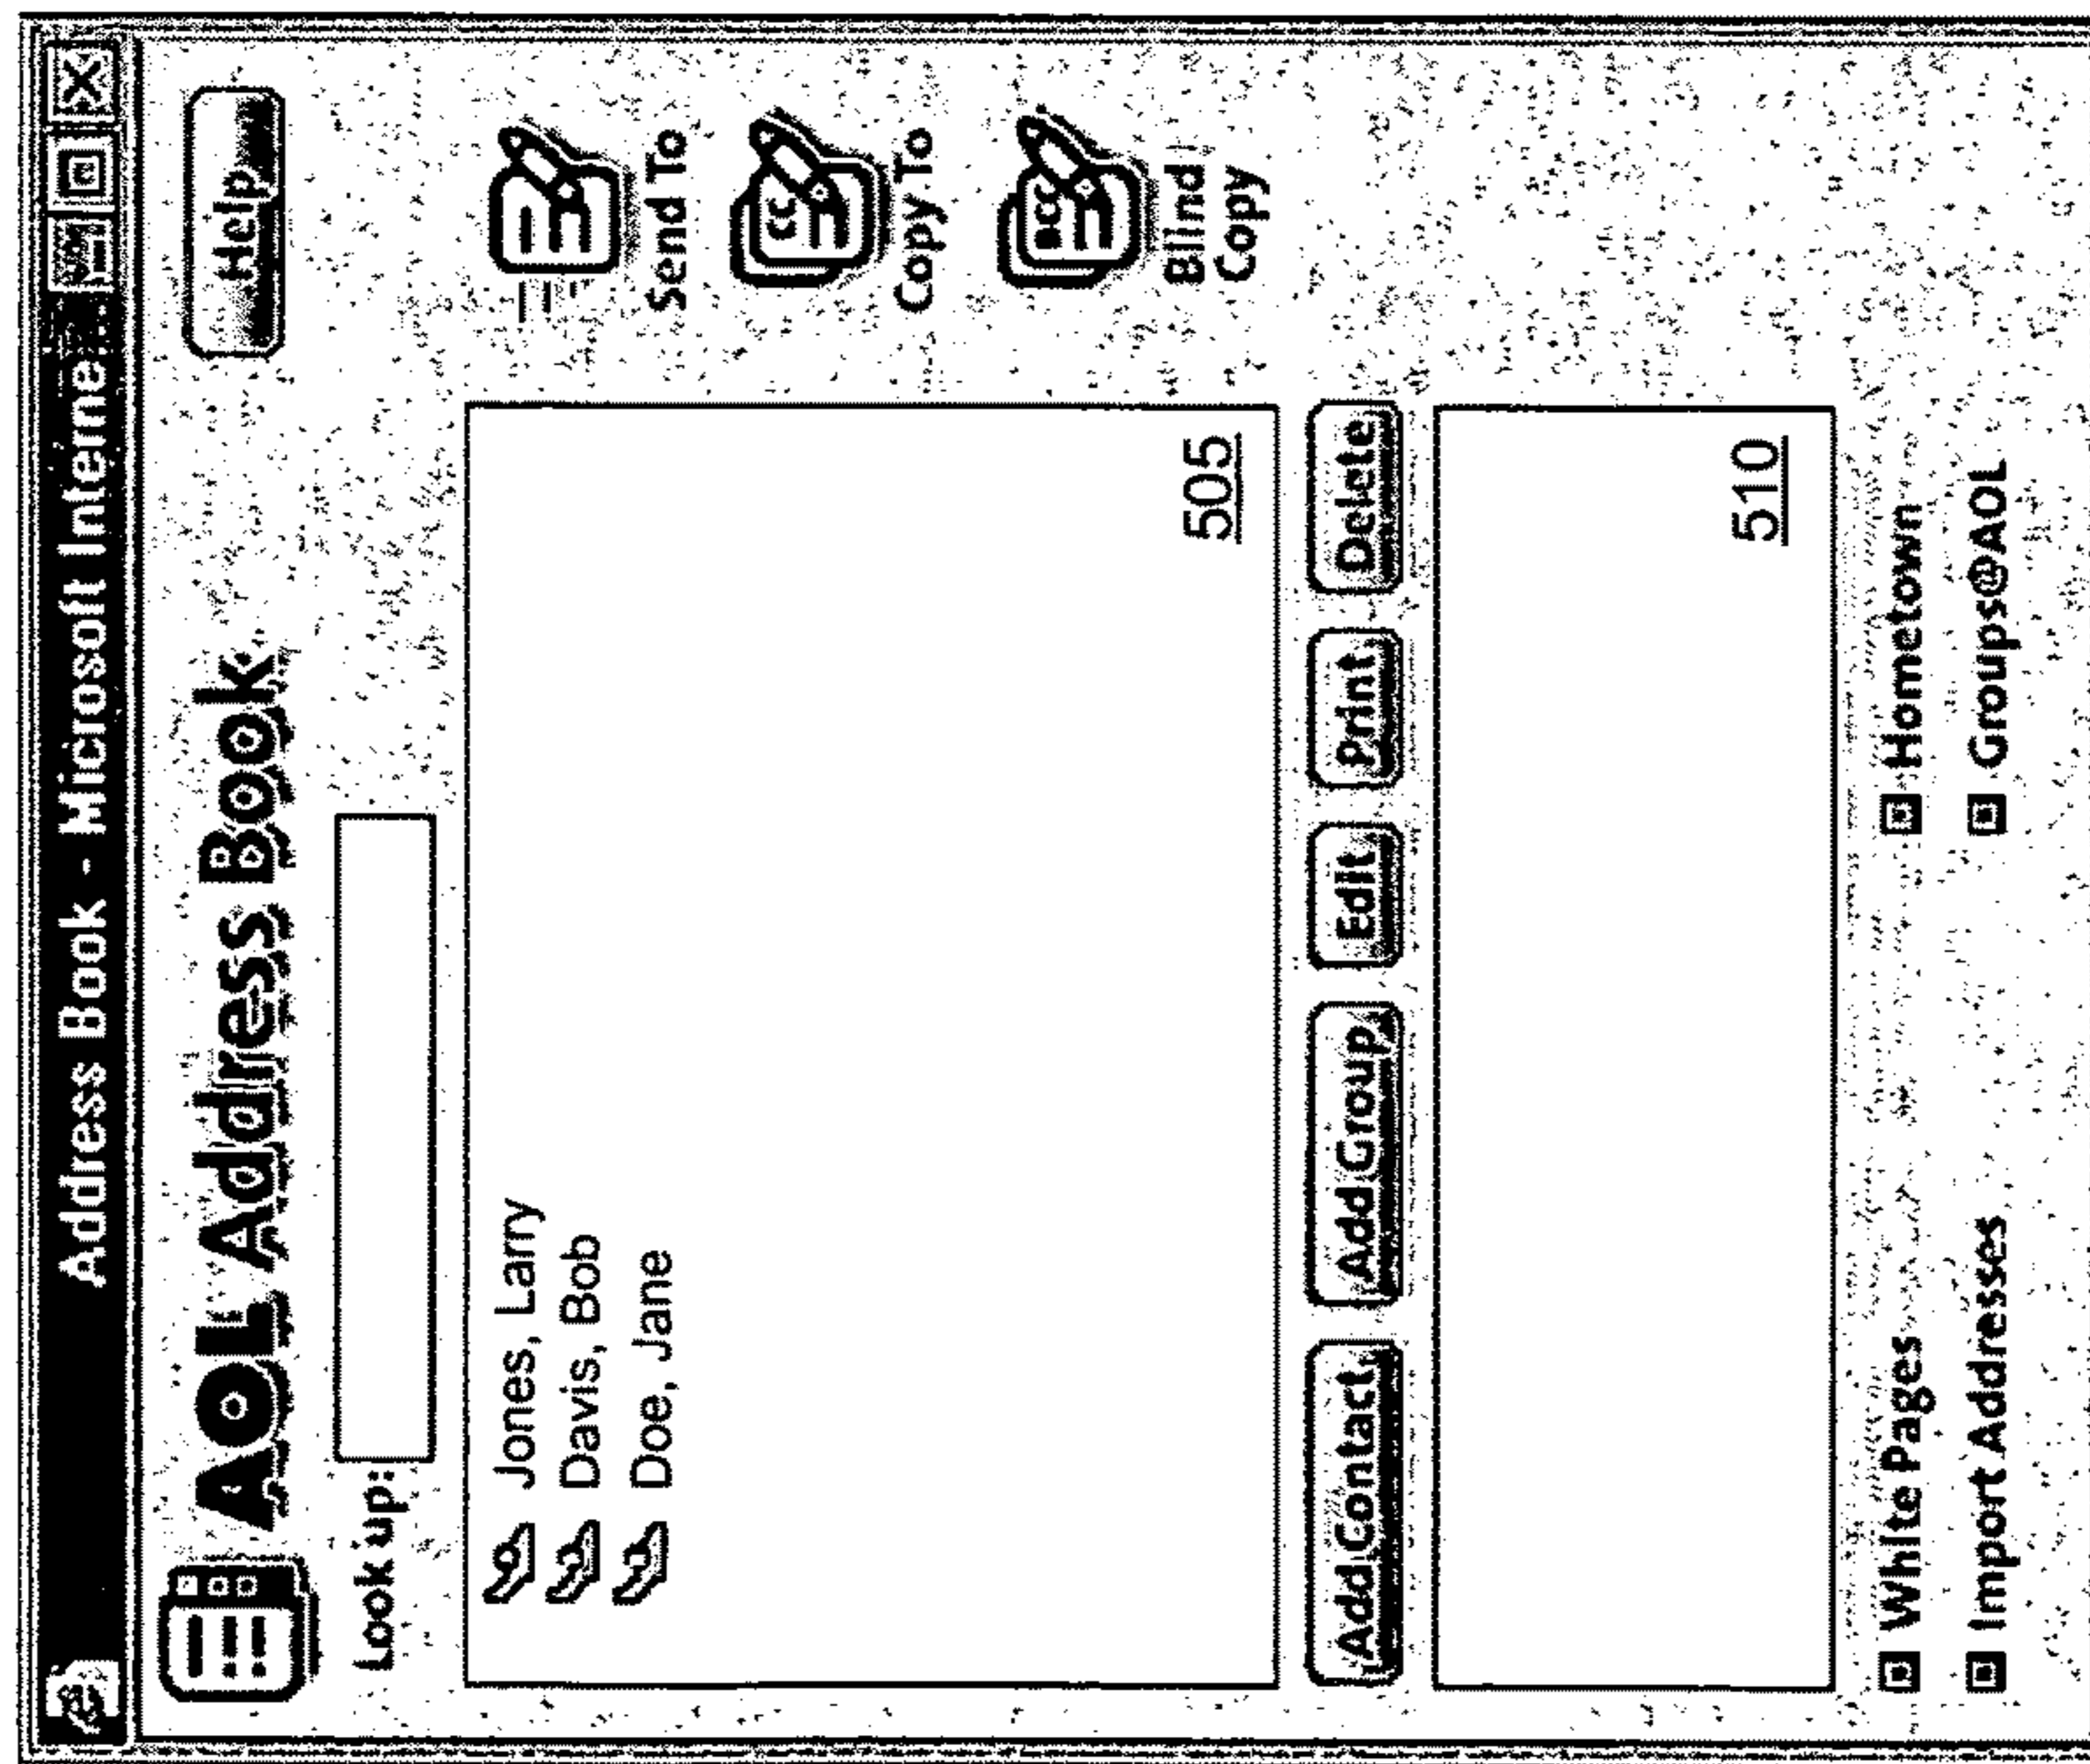 Address Book - Microsoft Interne...
AOL Address Book
Help
Look up:
Jones, Larry
Davis, Bob
Doe, Jane
505
Send To
CC
Copy To
BCC
Blind
Copy
Add Contact Add Group Edit Print Delete
510
White Pages Hometown
Import Addresses Groups@AOL